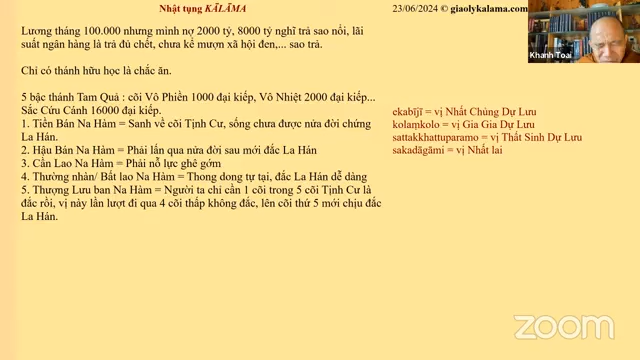 Nhật tụng KĀLĀMA
23/06/2024 © giaolykalama.com
Lương tháng 100.000 nhưng mình nợ 2000 tỷ, 8000 tỷ nghĩ trả sao nổi, lãi
suất ngân hàng là trả đủ chết, chưa kể mượn xã hội đen,... sao trả.
Chỉ có thánh hữu học là chắc ăn.
5 bậc thánh Tam Quả : cõi Vô Phiền 1000 đại kiếp, Vô Nhiệt 2000 đại kiếp...
Sắc Cứu Cánh 16000 đại kiếp.
1. Tiền Bán Na Hàm = Sanh về cõi Tịnh Cư, sống chưa được nửa đời chứng
La Hán.
2. Hậu Bán Na Hàm = Phải lấn qua nửa đời sau mới đắc La Hán
3. Cần Lao Na Hàm = Phải nỗ lực ghê gớm
4. Thường nhàn/ Bất lao Na Hàm = Thong dong tự tại, đắc La Hán dễ dàng
5. Thượng Lưu ban Na Hàm = Người ta chỉ cần 1 cõi trong 5 cõi Tịnh Cư là
đắc rồi, vị này lần lượt đi qua 4 cõi thấp không đắc, lên cõi thứ 5 mới chịu đắc
La Hán.
ekabījī = vị Nhất Chủng Dự Lưu
kolaṃkolo = vị Gia Gia Dự Lưu
sattakkhattuparamo = vị Thất Sinh Dự Lưu
sakadāgāmi = vị Nhất lai
Khanh Toai
zoom